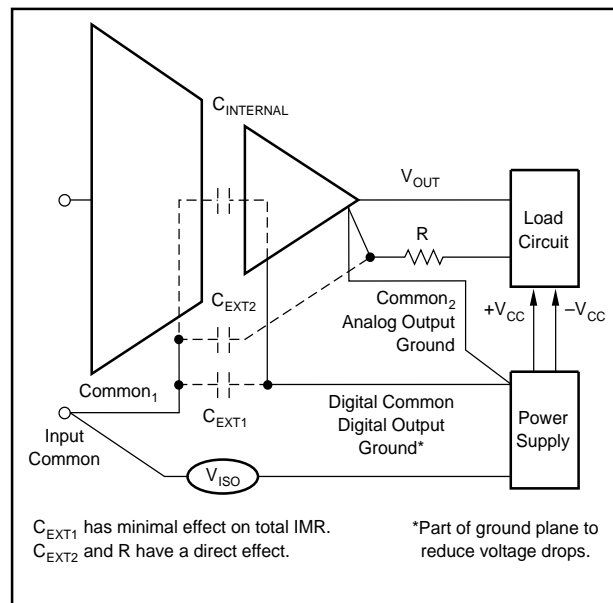 C_INTERNAL
V_OUT
Load
Circuit
R
C_EXT2
Common_2
Analog Output
Ground
+V_CC
–V_CC
Common_1
C_EXT1
Input
Common
Digital Common
Digital Output
Ground*
Power
Supply
V_ISO
C_EXT1 has minimal effect on total IMR.
C_EXT2 and R have a direct effect.
*Part of ground plane to
reduce voltage drops.